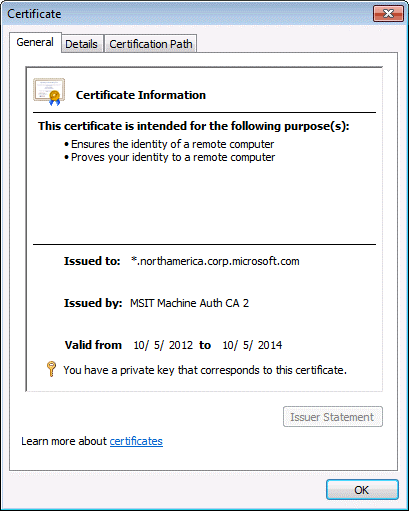 Certificate
General Details Certification Path
Certificate Information
This certificate is intended for the following purpose(s):
• Ensures the identity of a remote computer
• Proves your identity to a remote computer
Issued to: *.northamerica.corp.microsoft.com
Issued by: MSIT Machine Auth CA 2
Valid from 10/ 5/ 2012 to 10/ 5/ 2014
You have a private key that corresponds to this certificate.
Issuer Statement
Learn more about certificates
OK